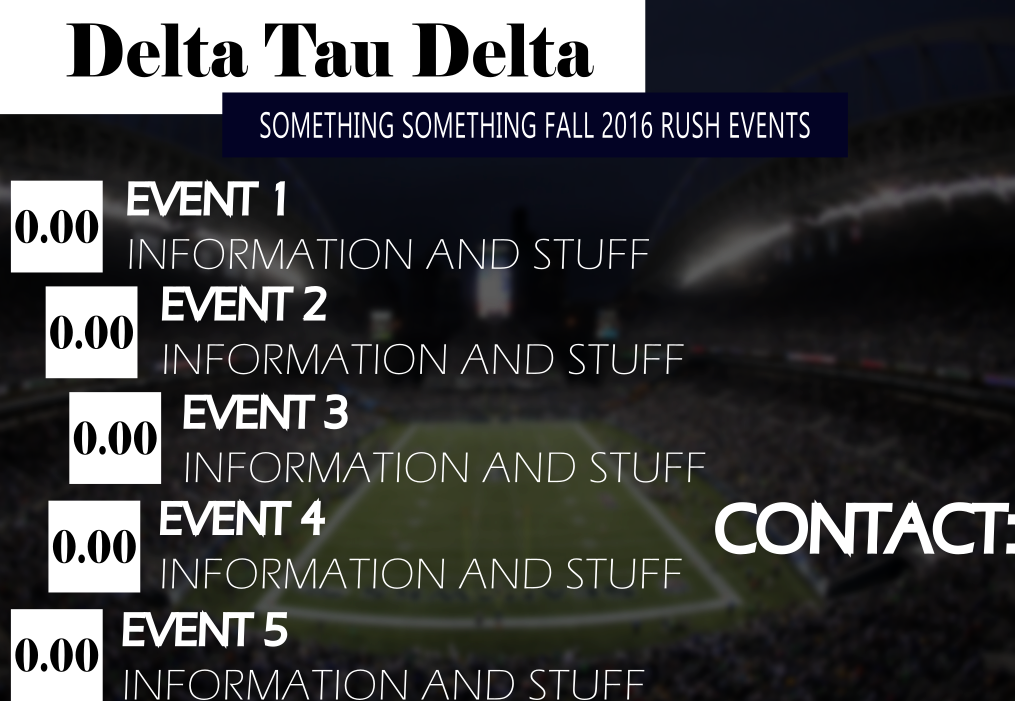 Delta Tau Delta
SOMETHING SOMETHING FALL 2016 RUSH EVENTS
0.00
EVENT 1
INFORMATION AND STUFF
0.00
EVENT 2
INFORMATION AND STUFF
0.00
EVENT 3
INFORMATION AND STUFF
0.00
EVENT 4
INFORMATION AND STUFF
CONTACT:
0.00
EVENT 5
INFORMATION AND STUFF